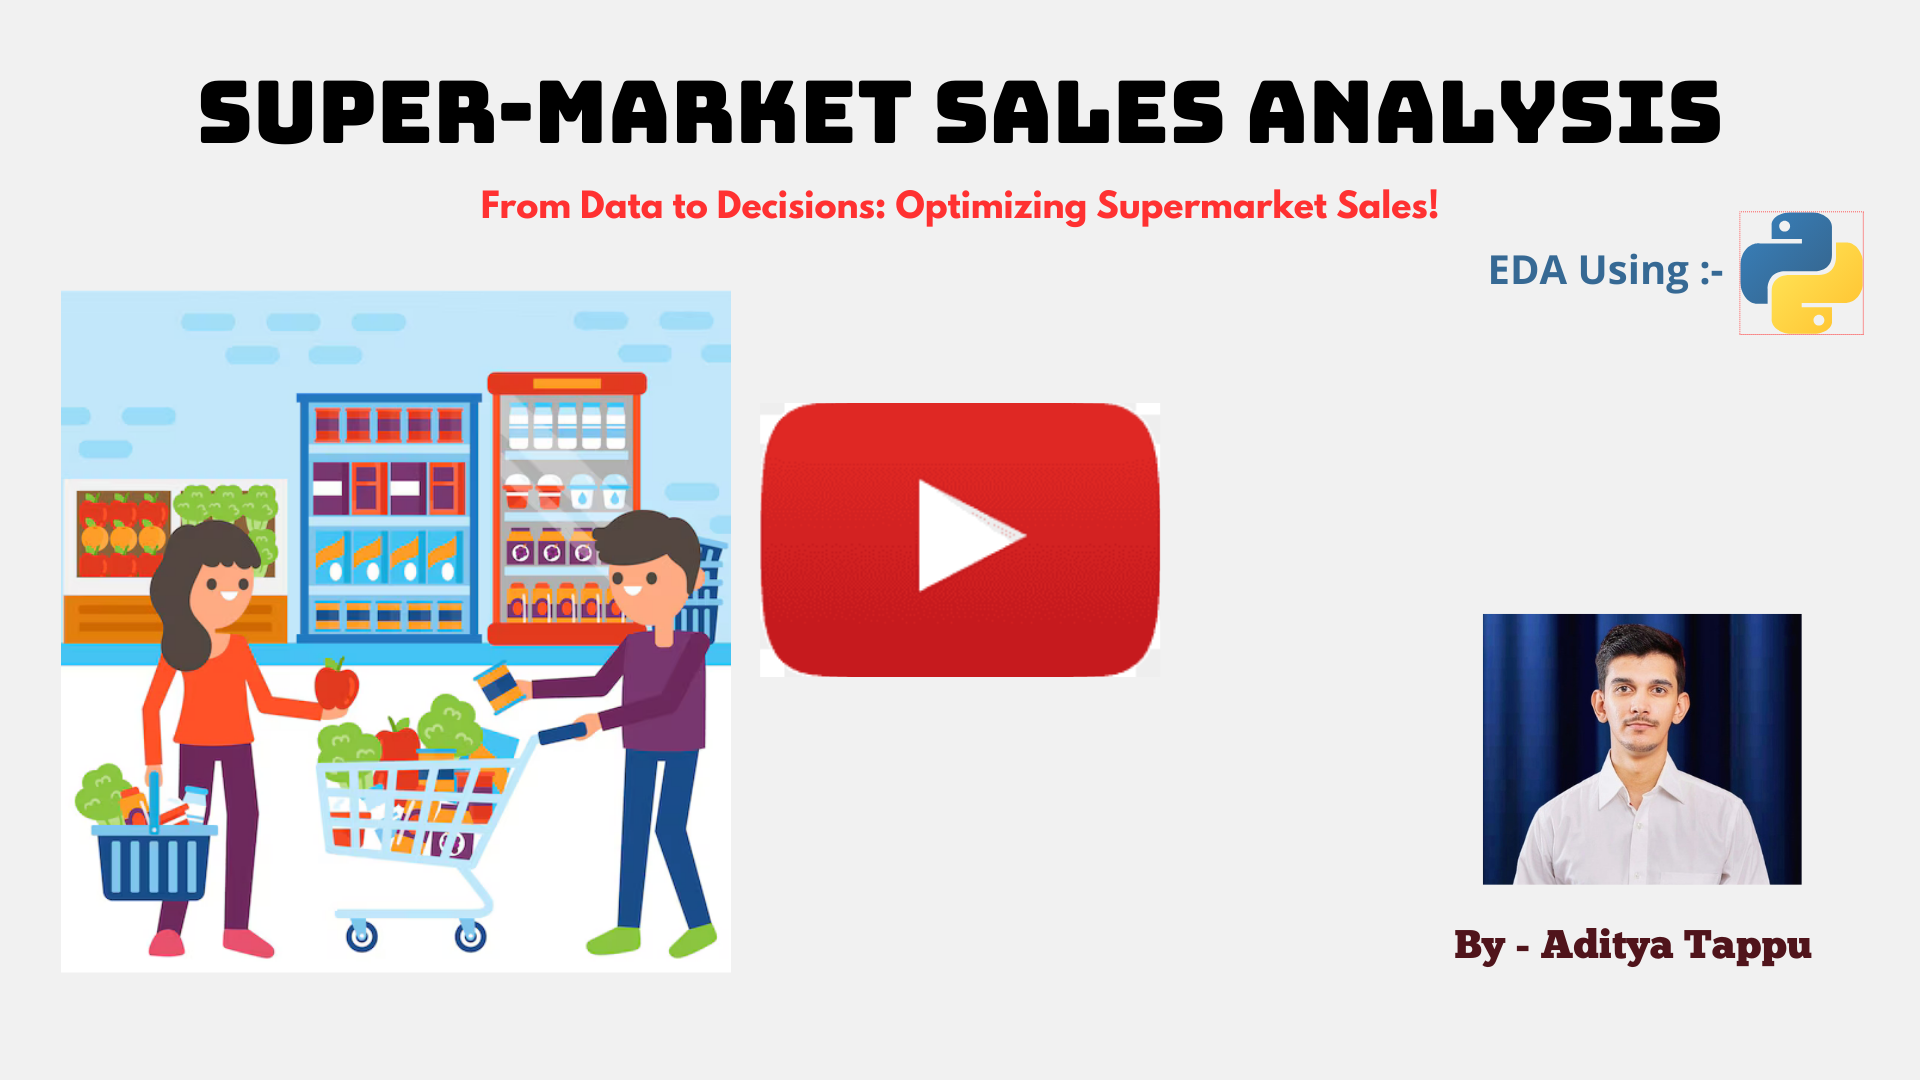 SUPER-MARKET SALES ANALYSIS
From Data to Decisions: Optimizing Supermarket Sales!
EDA Using :-
By - Aditya Tappu